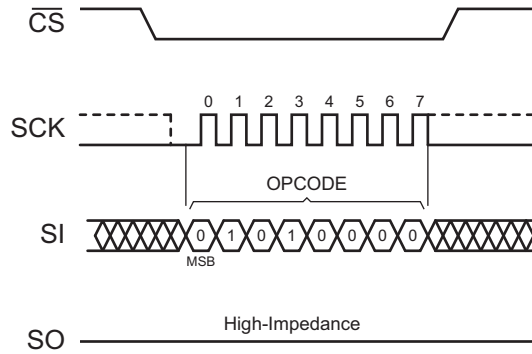 C̅S̅
0 1 2 3 4 5 6 7
SCK
OPCODE
SI 0 1 0 1 0 0 0 0
MSB
High-Impedance
SO